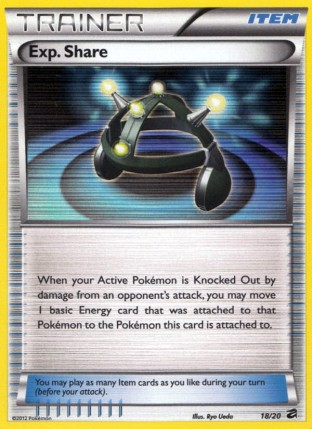 TRAINER
ITEM
Exp. Share
When your Active Pokémon is Knocked Out by
damage from an opponent's attack, you may move
1 basic Energy card that was attached to that
Pokémon to the Pokémon this card is attached to.
You may play as many Item cards as you like during your turn
(before your attack).
©2012 Pokémon
Illus. Ryo Ueda
18/20